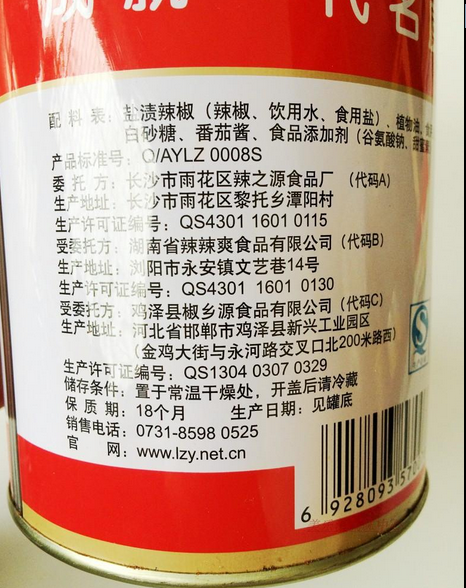 代名
配料表：盐渍辣椒（辣椒、饮用水、食用盐）、植物油、
白砂糖、番茄酱、食品添加剂（谷氨酸钠、
产品标准号：Q/AYLZ 0008S
委托方：长沙市雨花区辣之源食品厂（代码A）
生产地址：长沙市雨花区黎托乡潭阳村
生产许可证编号：QS4301 1601 0115
受委托方：湖南省辣辣爽食品有限公司（代码B）
生产地址：浏阳市永安镇文艺巷14号
生产许可证编号：QS4301 1601 0130
受委托方：鸡泽县椒乡源食品有限公司（代码C）
生产地址：河北省邯郸市鸡泽县新兴工业园区
（金鸡大街与永河路交叉口北200米路西）
生产许可证编号：QS1304 0307 0329
储存条件：置于常温干燥处，开盖后请冷藏
保质期：18个月 生产日期：见罐底
销售电话：0731-8598 0525
官网：www.lzy.net.cn
6 928093 570